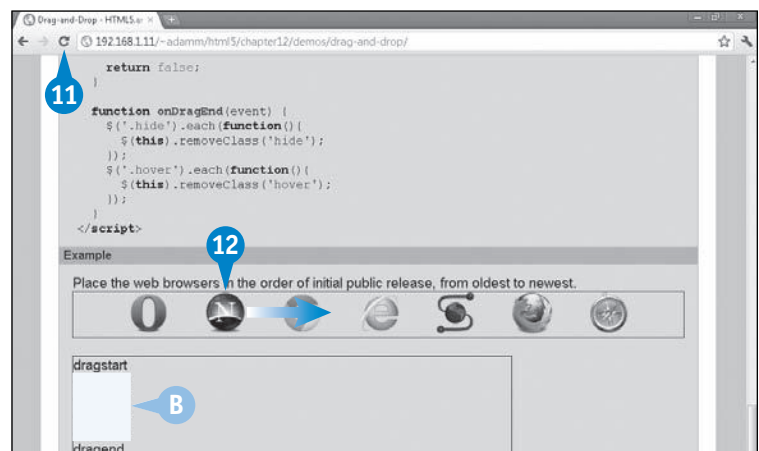 Drag-and-Drop - HTML5.ar
192.168.1.11/~adamm/html5/chapter12/demos/drag-and-drop/
return false;
}
11
function onDragEnd(event) {
$('.hide').each(function(){
$(this).removeClass('hide');
});
$('.hover').each(function(){
$(this).removeClass('hover');
});
}
</script>
12
Example
Place the web browsers in the order of initial public release, from oldest to newest.
N
dragstart
B
dragend